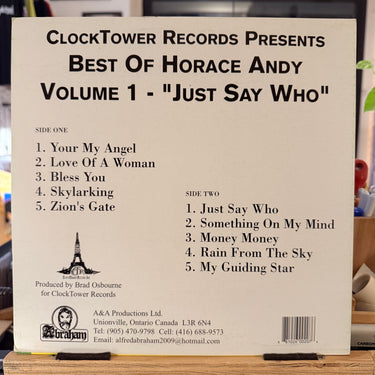 ClockTower Records Presents
Best Of Horace Andy
Volume 1 - "Just Say Who"
SIDE ONE
1. Your My Angel
2. Love Of A Woman
3. Bless You
4. Skylarking
5. Zion's Gate
SIDE TWO
1. Just Say Who
2. Something On My Mind
3. Money Money
4. Rain From The Sky
5. My Guiding Star
Produced by Brad Osbourne
for ClockTower Records
Abraham
A&A Productions Ltd.
Unionville, Ontario Canada L3R 6N4
Tel: (905) 470-9798 Cell: (416) 688-9573
Email: alfredabraham2009@hotmail.com